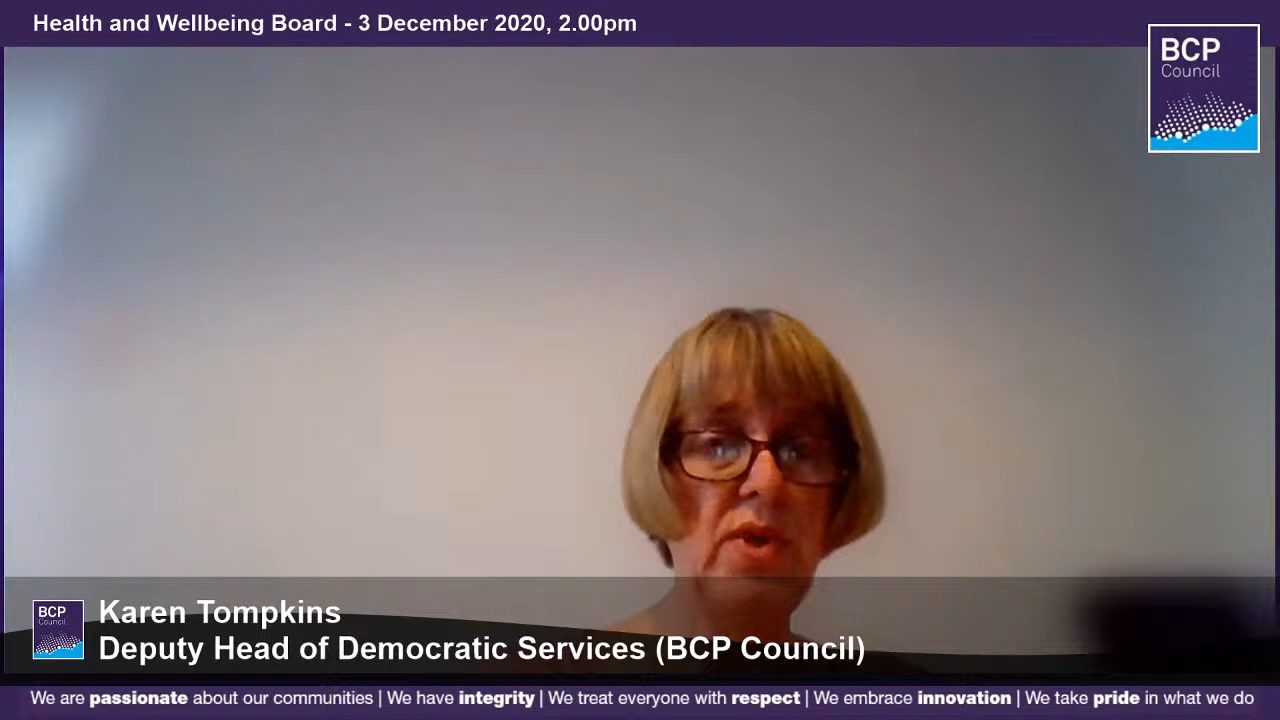 Health and Wellbeing Board - 3 December 2020, 2.00pm
BCP
Council
BCP
Council
Karen Tompkins
Deputy Head of Democratic Services (BCP Council)
We are passionate about our communities | We have integrity | We treat everyone with respect | We embrace innovation | We take pride in what we do